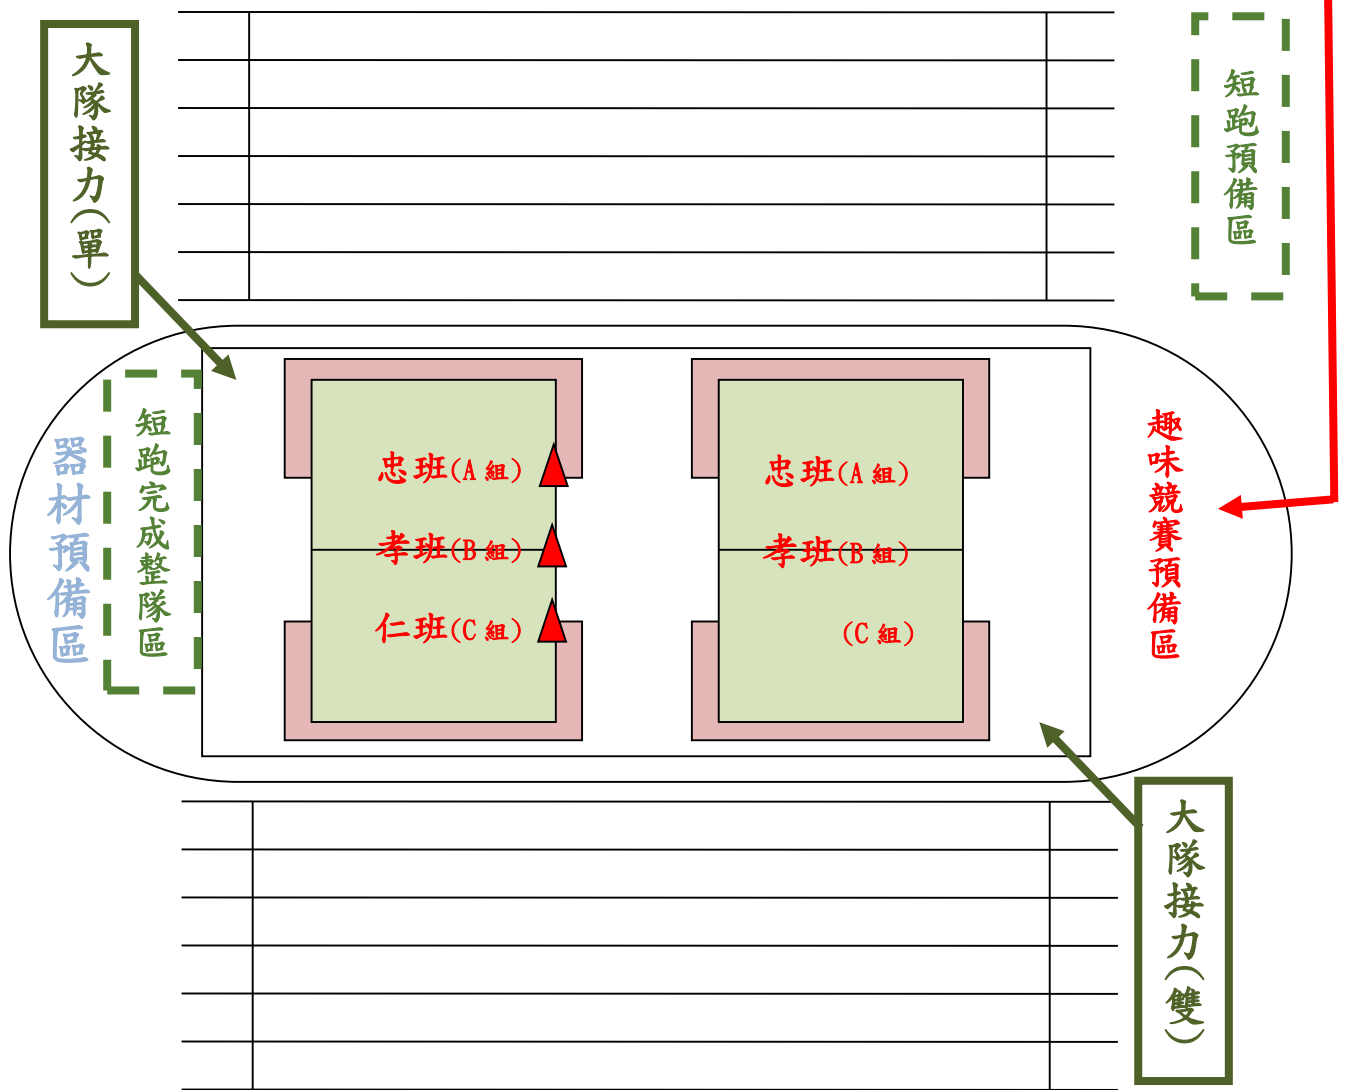 大隊接力(單)
短跑預備區
器材預備區
短跑完成整隊區
忠班(A組)
孝班(B組)
仁班(C組)
忠班(A組)
孝班(B組)
(C組)
趣味競賽預備區
大隊接力(雙)